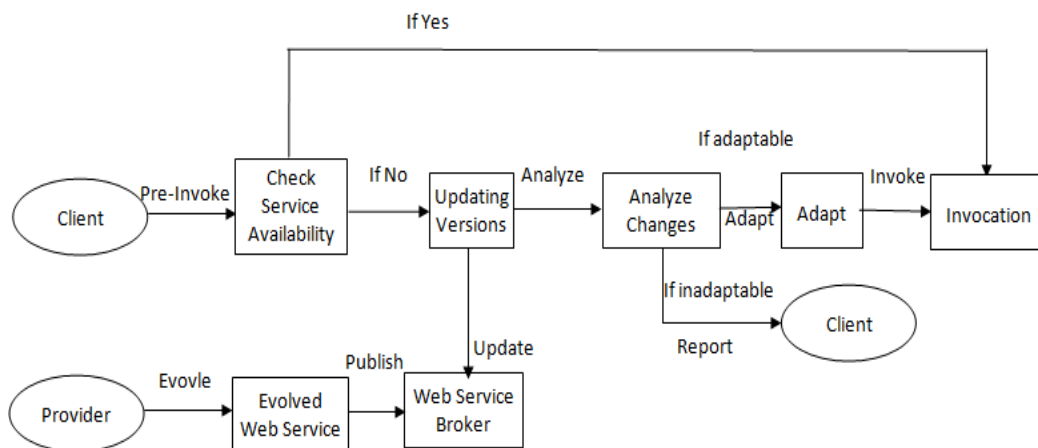 If Yes
If adaptable
Pre-Invoke
If No
Analyze
Invoke
Client
Check
Service
Availability
Updating
Versions
Analyze
Changes
Adapt
Adapt
Invocation
If inadaptable
Client
Report
Update
Publish
Evovle
Provider
Evolved
Web Service
Web Service
Broker